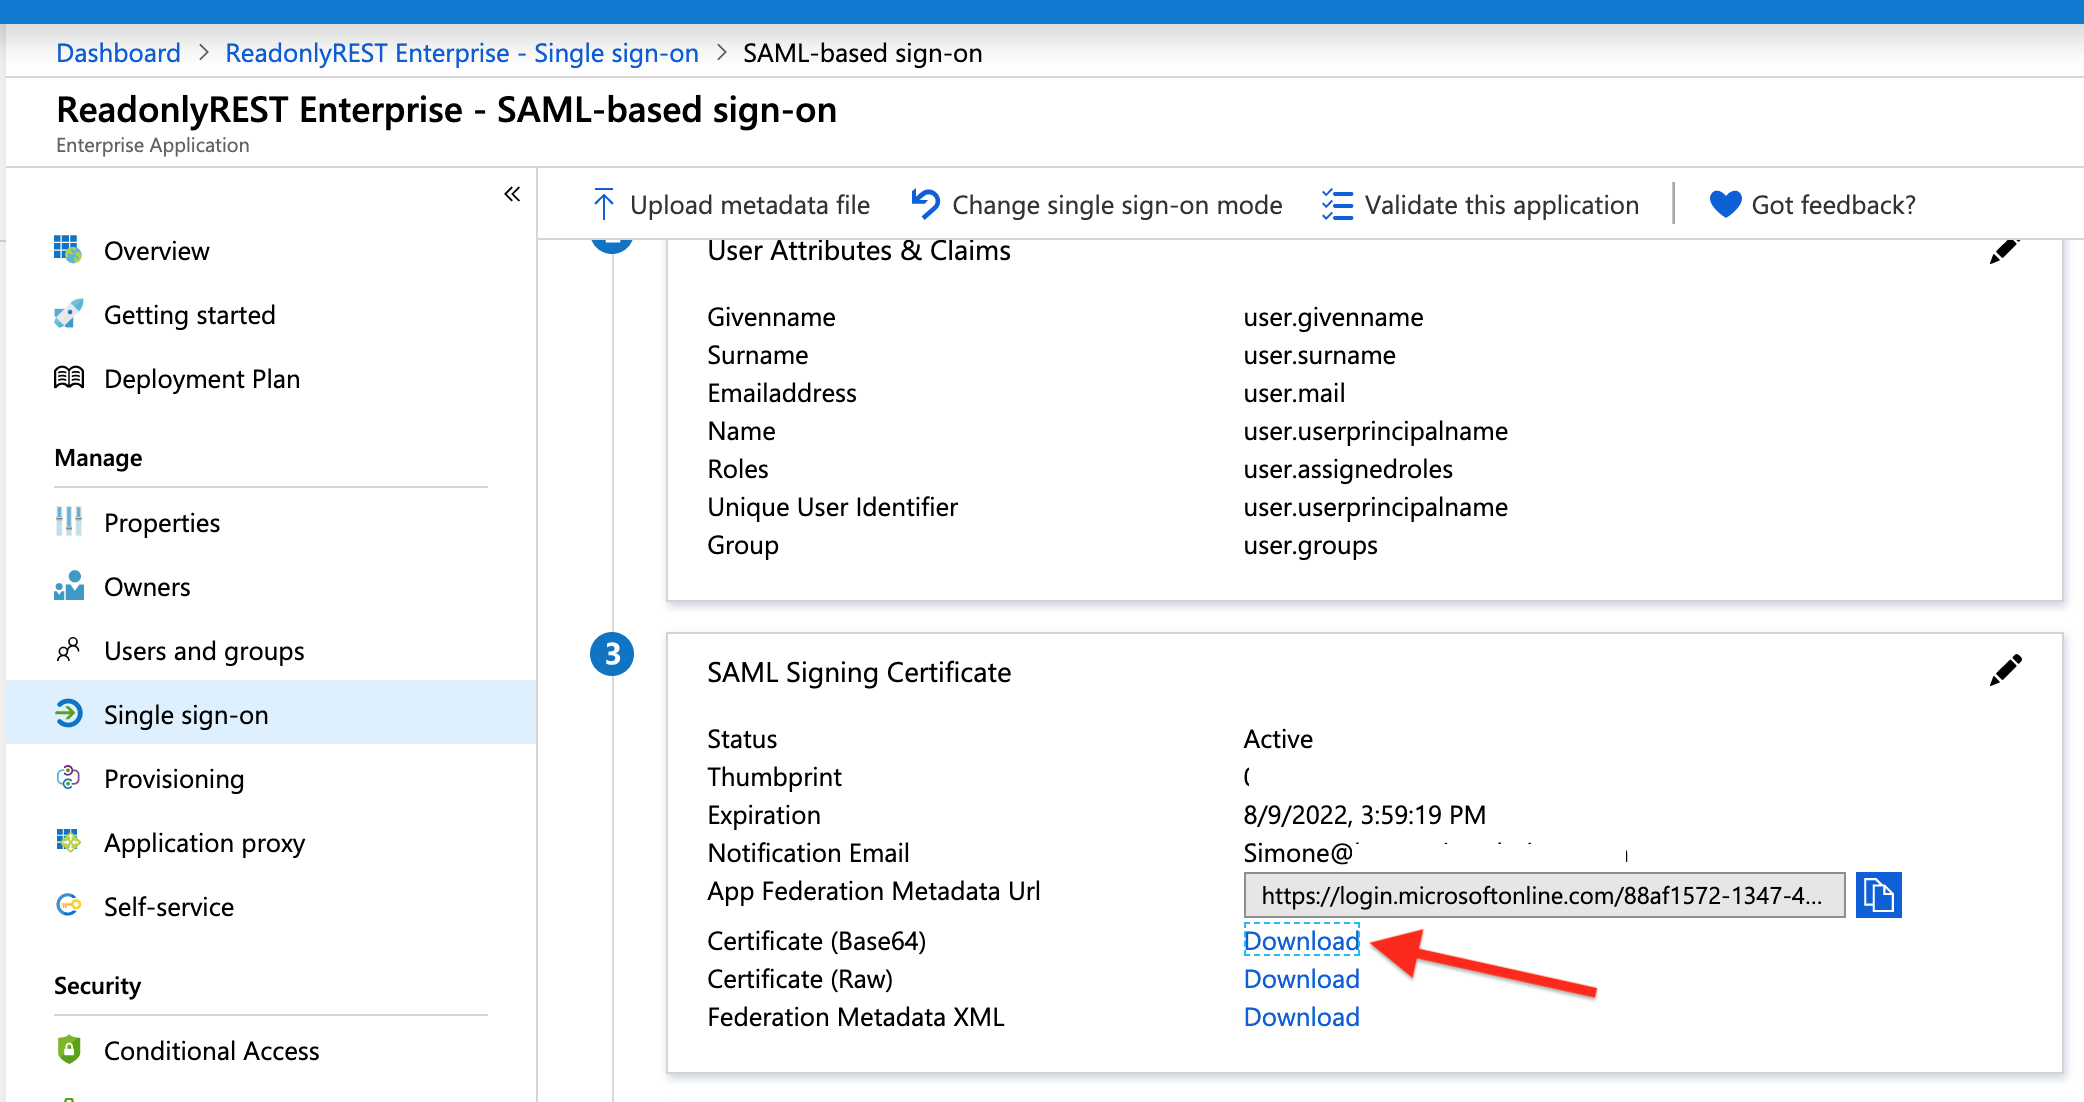 Dashboard > ReadonlyREST Enterprise - Single sign-on > SAML-based sign-on
ReadonlyREST Enterprise - SAML-based sign-on
Enterprise Application
«
Overview
Getting started
Deployment Plan
Manage
Properties
Owners
Users and groups
Single sign-on
Provisioning
Application proxy
Self-service
Security
Conditional Access
Upload metadata file Change single sign-on mode Validate this application Got feedback?
User Attributes & Claims
Givenname user.givenname
Surname user.surname
Emailaddress user.mail
Name user.userprincipalname
Roles user.assignedroles
Unique User Identifier user.userprincipalname
Group user.groups
3
SAML Signing Certificate
Status Active
Thumbprint
Expiration 8/9/2022, 3:59:19 PM
Notification Email Simone@
App Federation Metadata Url https://login.microsoftonline.com/88af1572-1347-4...
Certificate (Base64) Download
Certificate (Raw) Download
Federation Metadata XML Download